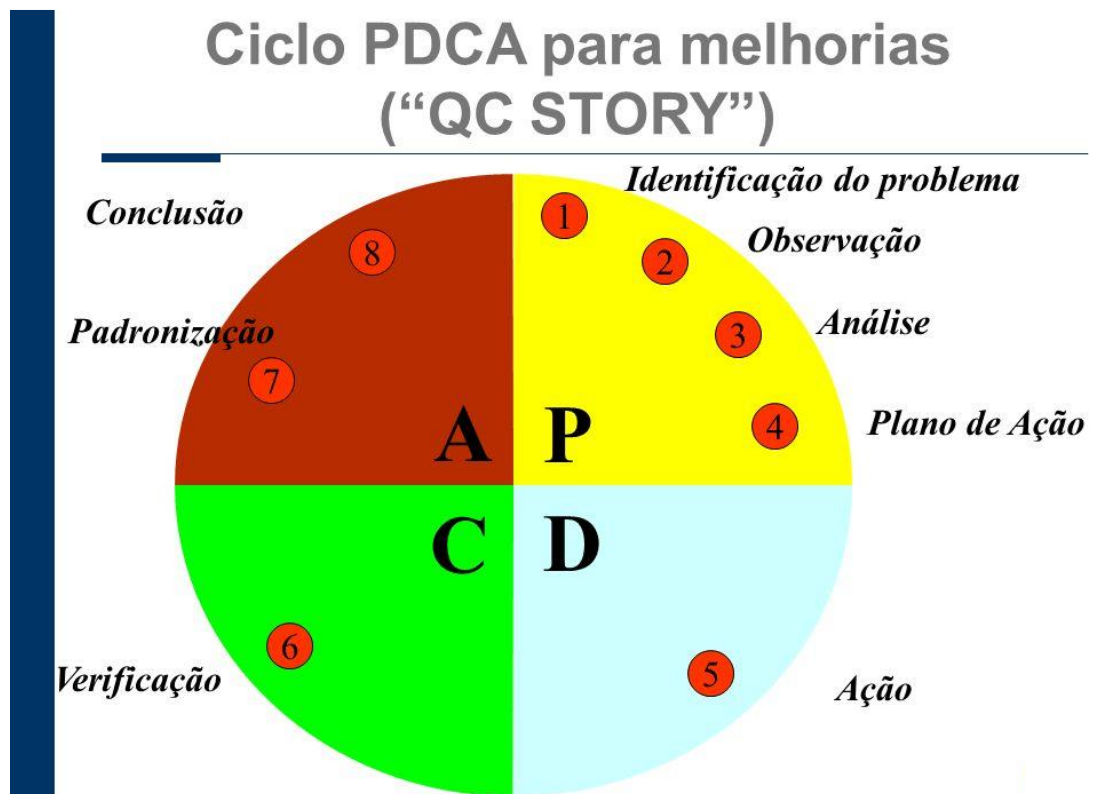 Ciclo PDCA para melhorias
(“QC STORY”)
Identificação do problema
1
Observação
2
Análise
3
Plano de Ação
4
Ação
5
Verificação
6
Padronização
7
Conclusão
8
A
P
C
D